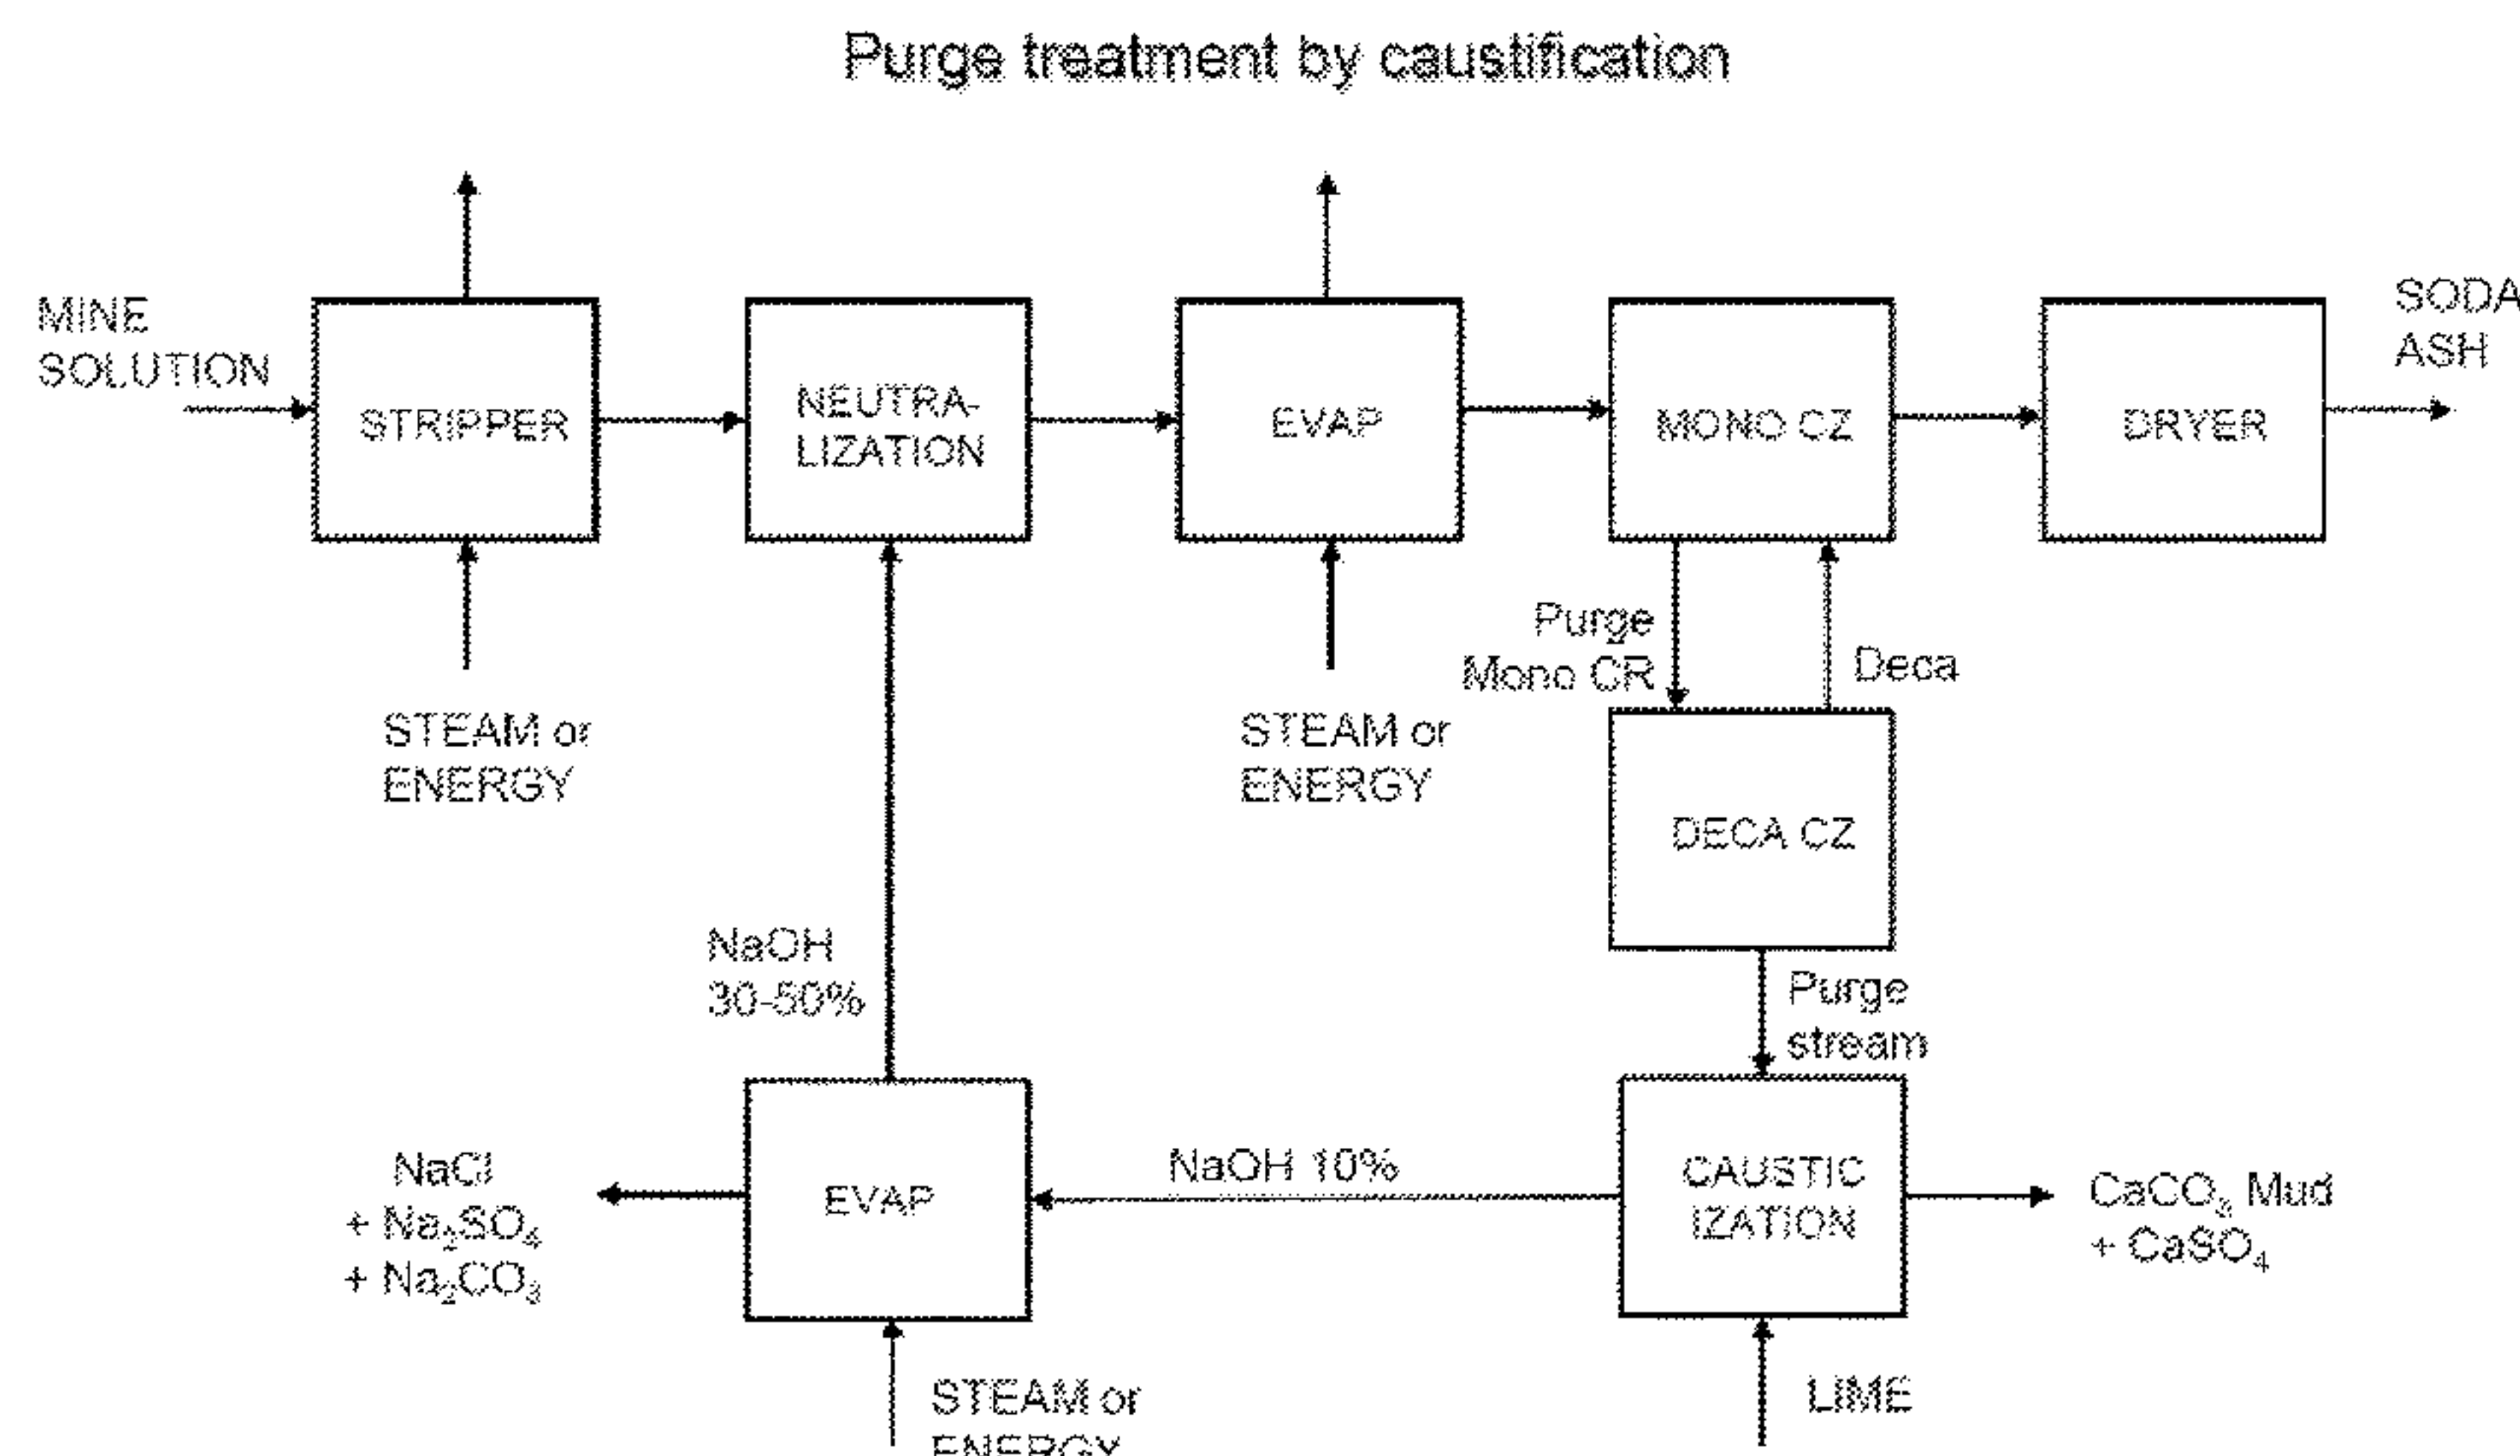 Purge treatment by caustification
MINE
SOLUTION
STRIPPER
NEUTRA-
LIZATION
EVAP
MONO CZ
DRYER
SODA
ASH
STEAM or
ENERGY
STEAM or
ENERGY
Purge
Mono CR
Deca
DECA CZ
NaOH
30-50%
Purge
stream
NaCl
+ Na₂SO₄
+ Na₂CO₃
EVAP
NaOH 10%
CAUSTIC
IZATION
CaCO₃ Mud
+ CaSO₄
STEAM or
ENERGY
LIME